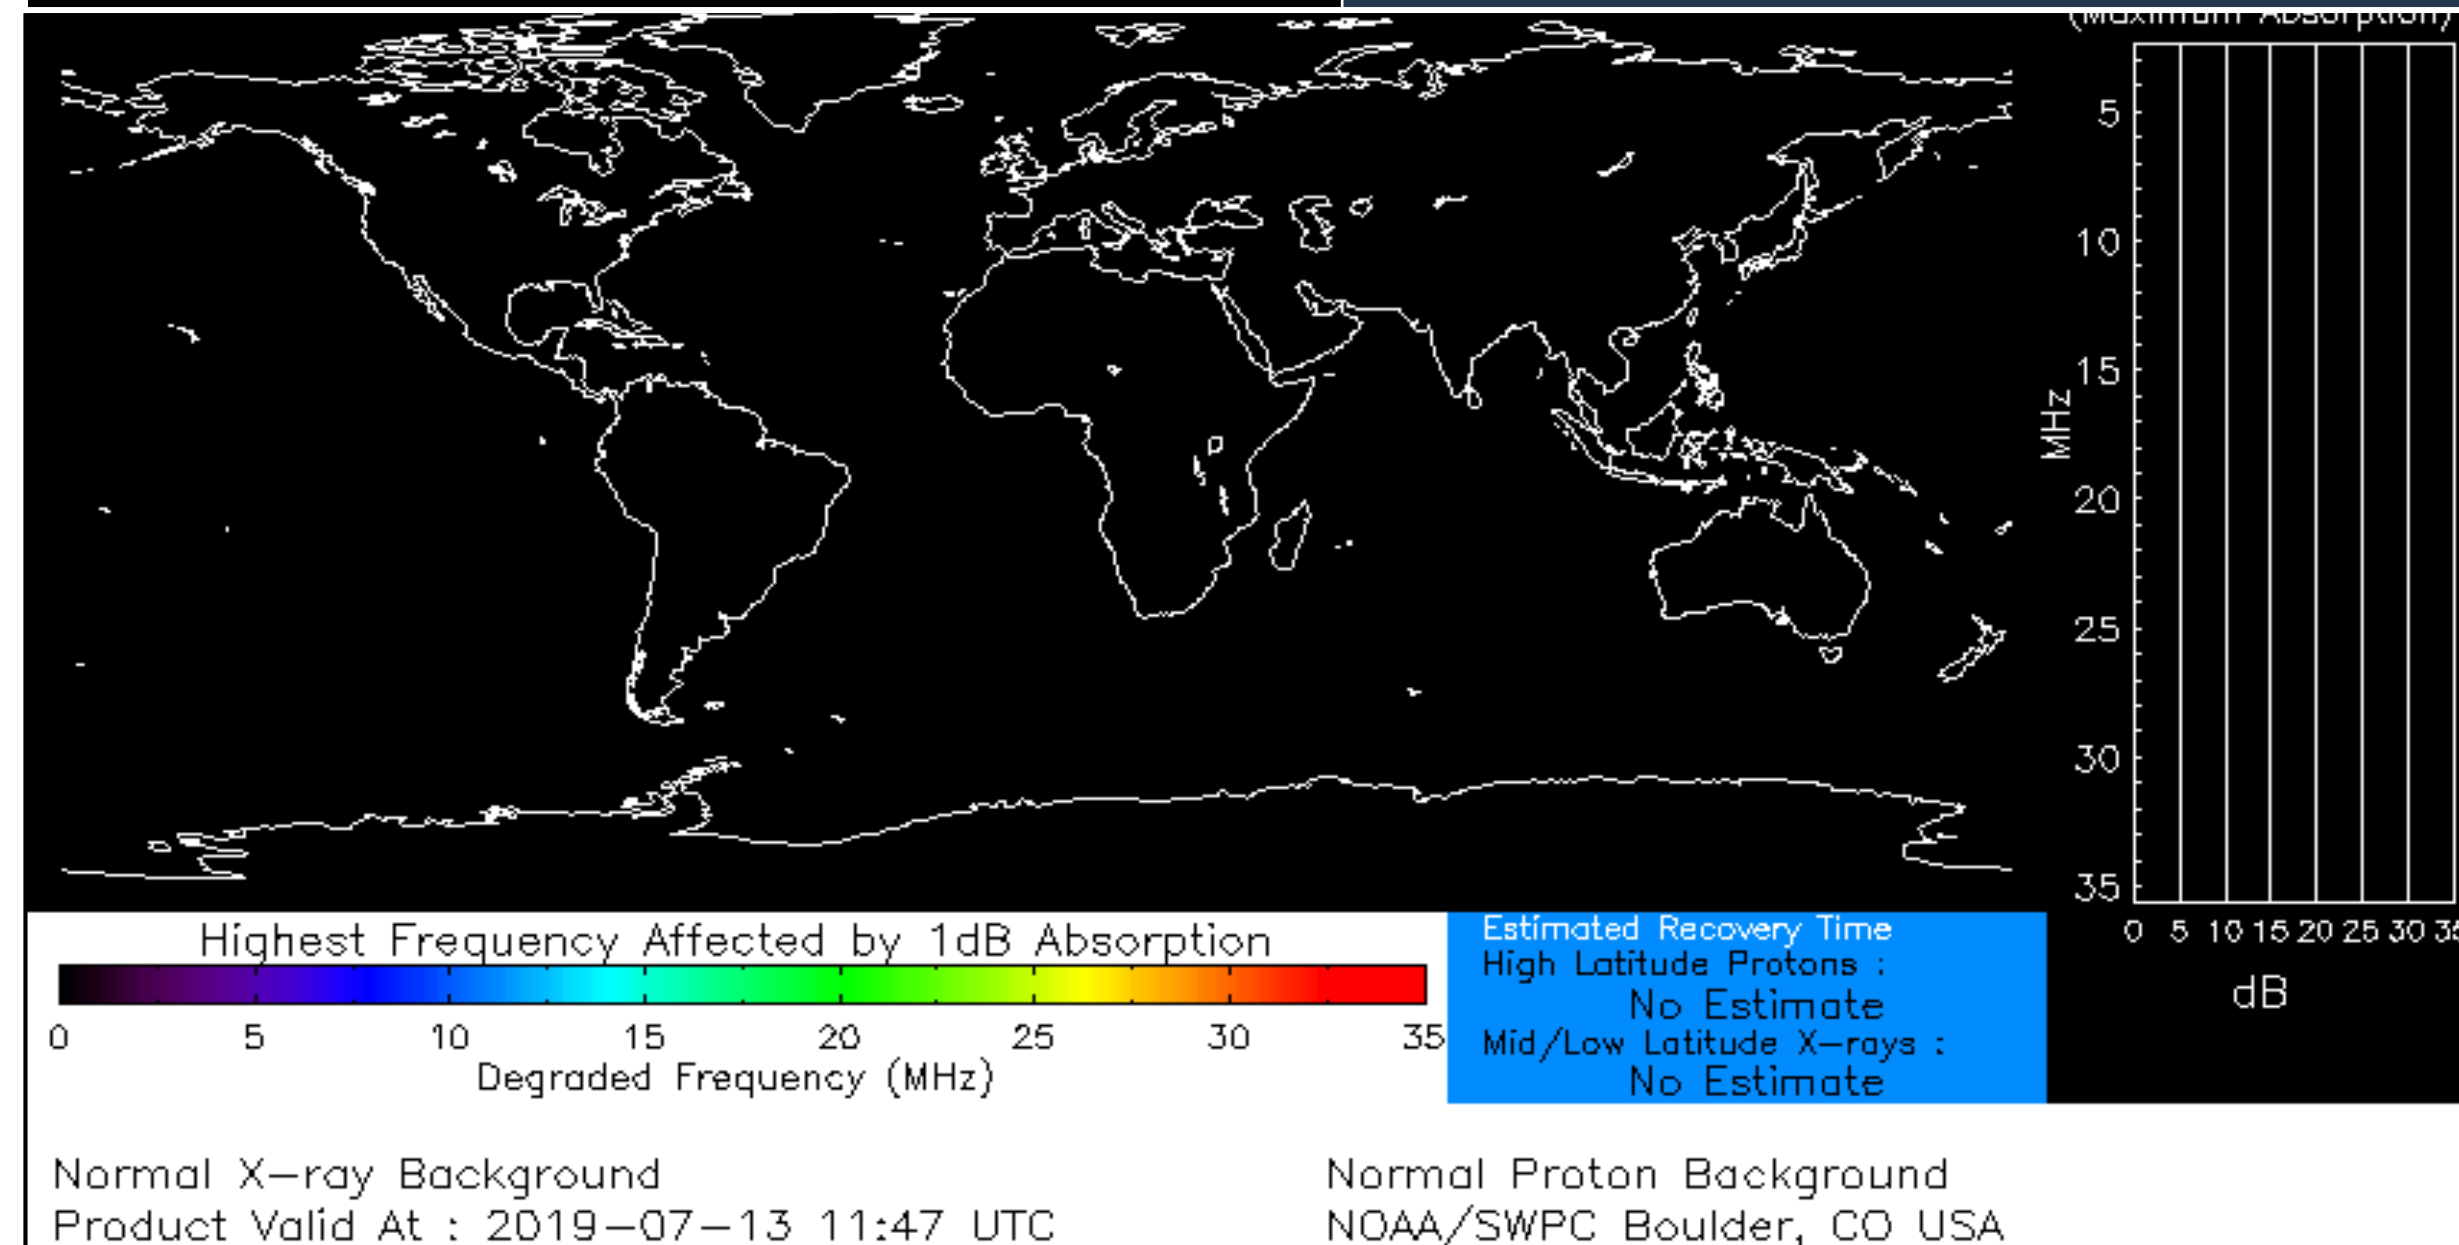 (Maximum Absorption)
5
10
15
20
25
30
35
MHz
0 5 10 15 20 25 30 35
dB
Highest Frequency Affected by 1dB Absorption
0 5 10 15 20 25 30 35
Degraded Frequency (MHz)
Estimated Recovery Time
High Latitude Protons :
No Estimate
Mid/Low Latitude X-rays :
No Estimate
Normal X-ray Background
Product Valid At : 2019-07-13 11:47 UTC
Normal Proton Background
NOAA/SWPC Boulder, CO USA